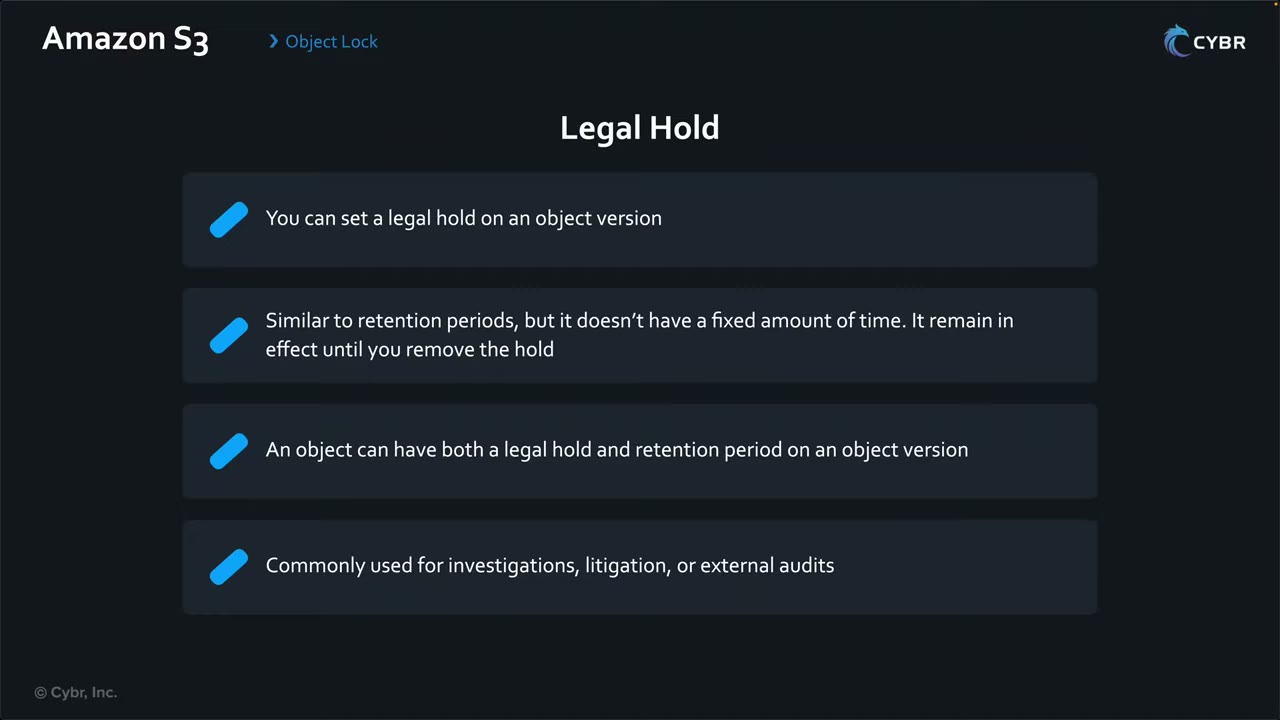 Amazon S3
❯ Object Lock
CYBR
Legal Hold
You can set a legal hold on an object version
Similar to retention periods, but it doesn’t have a fixed amount of time. It remain in
effect until you remove the hold
An object can have both a legal hold and retention period on an object version
Commonly used for investigations, litigation, or external audits
© Cybr, Inc.